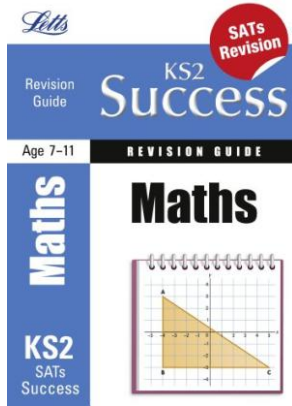 Letts
SATs
Revision
Revision
Guide
KS2
Success
Age 7–11
REVISION GUIDE
Maths
Maths
A
B
C
KS2
SATs
Success